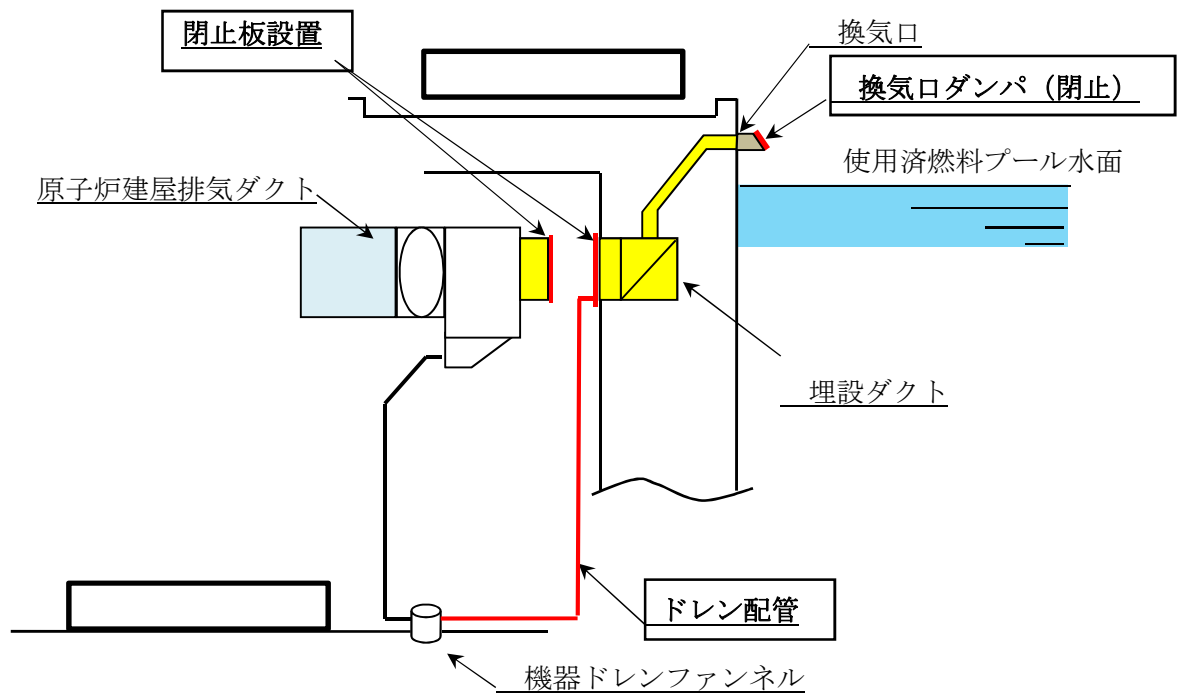 閉止板設置
換気口
換気口ダンパ（閉止）
使用済燃料プール水面
原子炉建屋排気ダクト
埋設ダクト
ドレン配管
機器ドレンファンネル